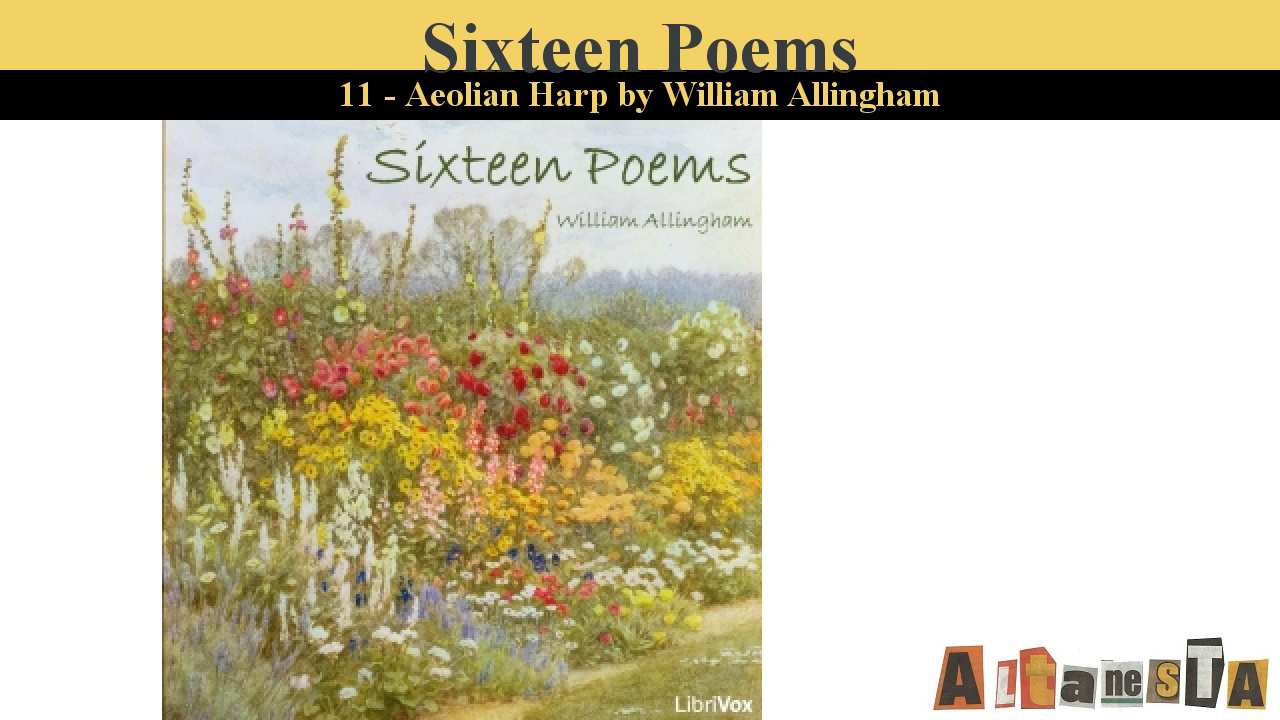 Sixteen Poems
11 - Aeolian Harp by William Allingham
Sixteen Poems
William Allingham
LibriVox
AltanesTA